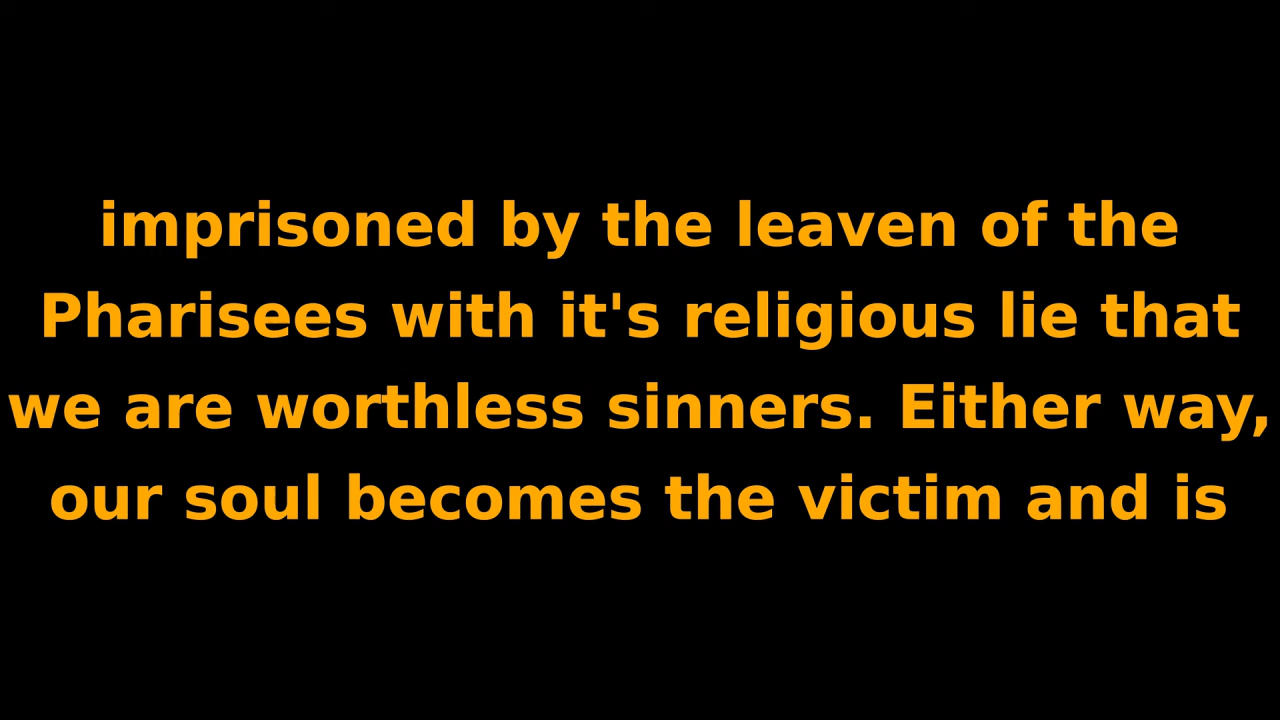 imprisoned by the leaven of the
Pharisees with it's religious lie that
we are worthless sinners. Either way,
our soul becomes the victim and is